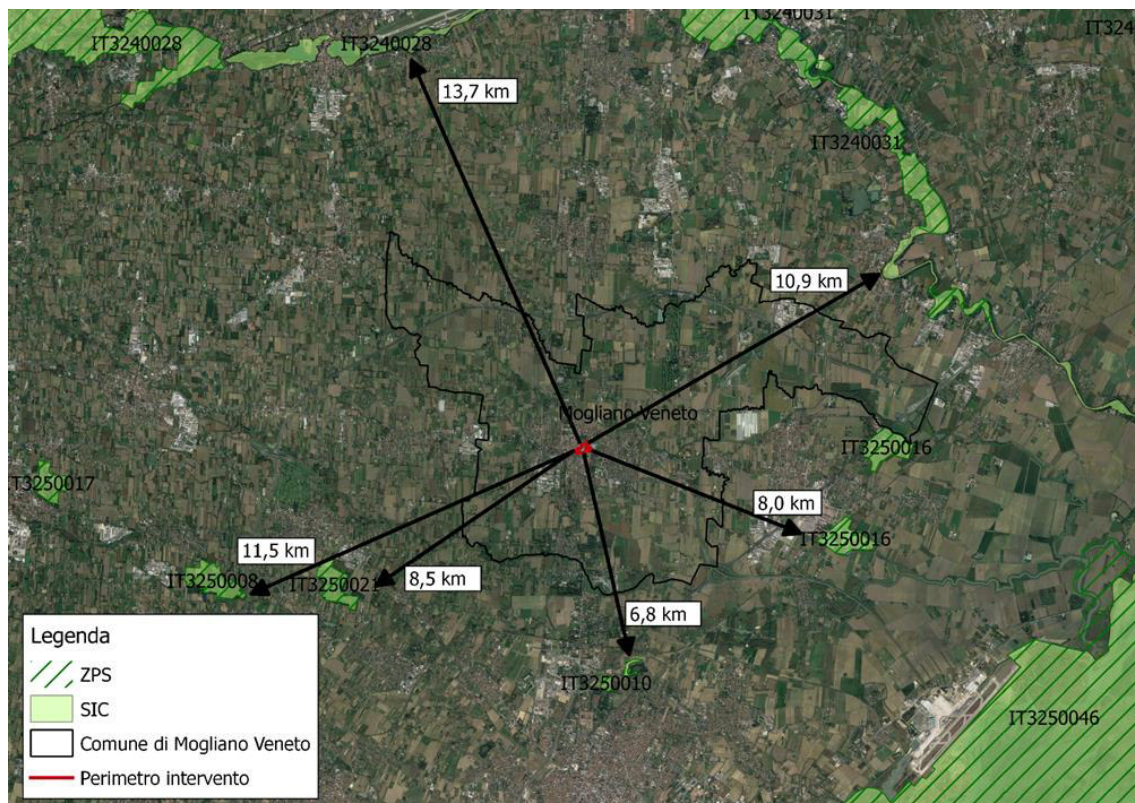 IT3240031
IT324
IT3240028
IT3240028
13,7 km
IT3240031
10,9 km
Mogliano Veneto
IT3250016
T3250017
8,0 km
IT3250016
11,5 km
IT3250008
IT3250021
8,5 km
6,8 km
IT3250010
IT3250046
Legenda
ZPS
SIC
Comune di Mogliano Veneto
Perimetro intervento